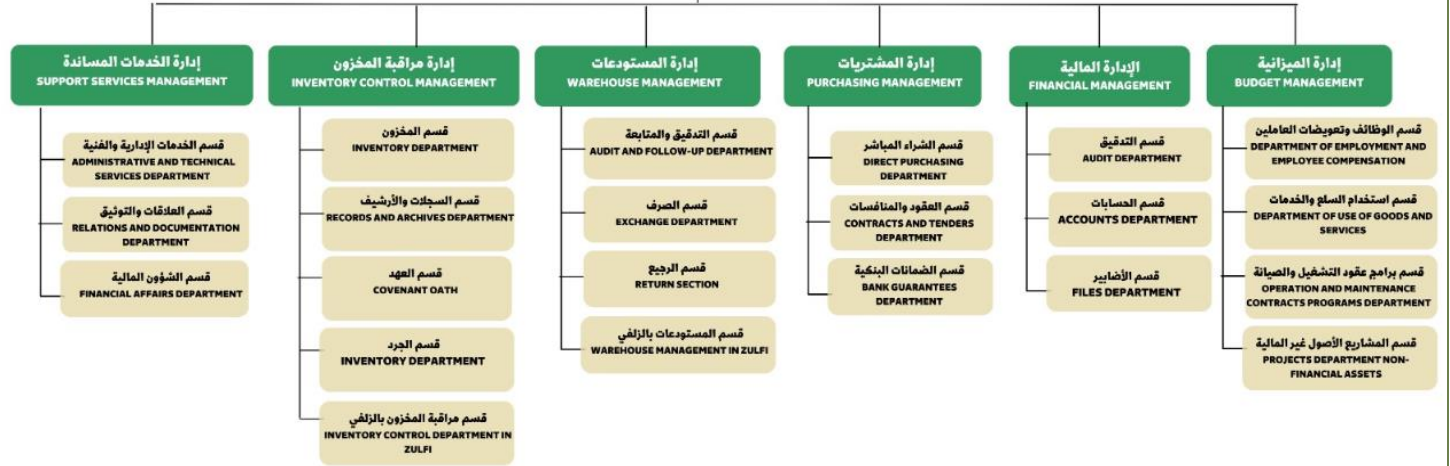 إدارة الخدمات المساندة
SUPPORT SERVICES MANAGEMENT
قسم الخدمات الإدارية والفنية
ADMINISTRATIVE AND TECHNICAL
SERVICES DEPARTMENT
قسم العلاقات والتوثيق
RELATIONS AND DOCUMENTATION
DEPARTMENT
قسم الشؤون المالية
FINANCIAL AFFAIRS DEPARTMENT
إدارة مراقبة المخزون
INVENTORY CONTROL MANAGEMENT
قسم المخزون
INVENTORY DEPARTMENT
قسم السجلات والأرشيف
RECORDS AND ARCHIVES DEPARTMENT
قسم العهد
COVENANT OATH
قسم الجرد
INVENTORY DEPARTMENT
قسم مراقبة المخزون بالزلفي
INVENTORY CONTROL DEPARTMENT IN
ZULFI
إدارة المستودعات
WAREHOUSE MANAGEMENT
قسم التدقيق والمتابعة
AUDIT AND FOLLOW-UP DEPARTMENT
قسم الصرف
EXCHANGE DEPARTMENT
قسم الرجيع
RETURN SECTION
قسم المستودعات بالزلفي
WAREHOUSE MANAGEMENT IN ZULFI
إدارة المشتريات
PURCHASING MANAGEMENT
قسم الشراء المباشر
DIRECT PURCHASING
DEPARTMENT
قسم العقود والمنافسات
CONTRACTS AND TENDERS
DEPARTMENT
قسم الضمانات البنكية
BANK GUARANTEES
DEPARTMENT
الإدارة المالية
FINANCIAL MANAGEMENT
قسم التدقيق
AUDIT DEPARTMENT
قسم الحسابات
ACCOUNTS DEPARTMENT
قسم الأضابير
FILES DEPARTMENT
إدارة الميزانية
BUDGET MANAGEMENT
قسم الوظائف وتعويضات العاملين
DEPARTMENT OF EMPLOYMENT AND
EMPLOYEE COMPENSATION
قسم استخدام السلع والخدمات
DEPARTMENT OF USE OF GOODS AND
SERVICES
قسم برامج عقود التشغيل والصيانة
OPERATION AND MAINTENANCE
CONTRACTS PROGRAMS DEPARTMENT
قسم المشاريع الأصول غير المالية
PROJECTS DEPARTMENT NON-
FINANCIAL ASSETS